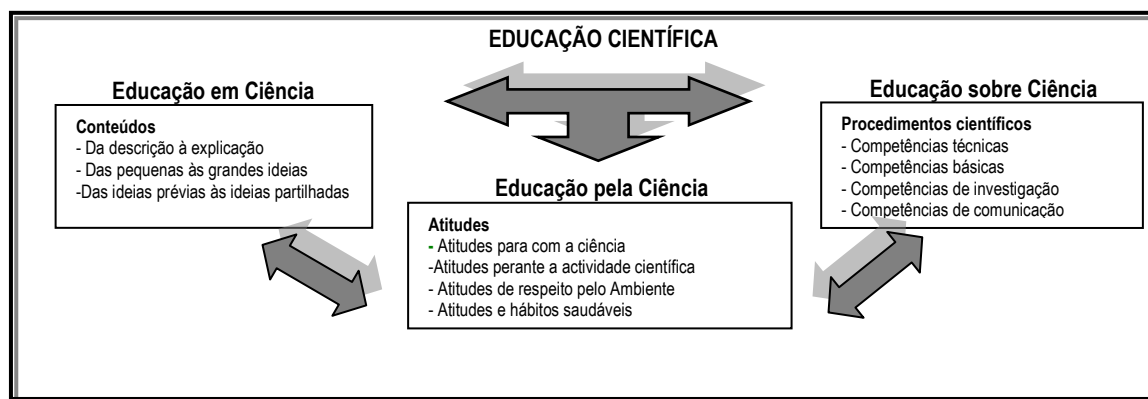 EDUCAÇÃO CIENTÍFICA
Educação em Ciência
Conteúdos
- Da descrição à explicação
- Das pequenas às grandes ideias
-Das ideias prévias às ideias partilhadas
Educação pela Ciência
Atitudes
- Atitudes para com a ciência
-Atitudes perante a actividade científica
- Atitudes de respeito pelo Ambiente
- Atitudes e hábitos saudáveis
Educação sobre Ciência
Procedimentos científicos
- Competências técnicas
- Competências básicas
- Competências de investigação
- Competências de comunicação